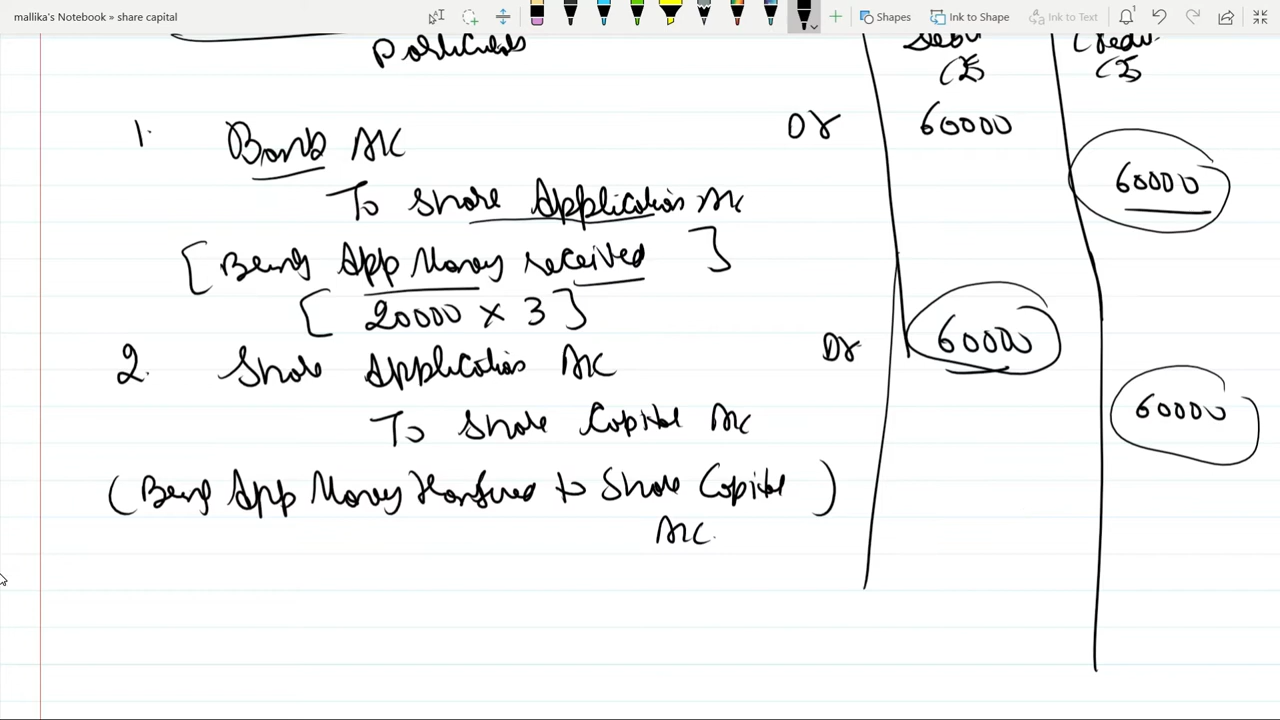 mallika's Notebook » share capital
Shapes Ink to Shape Ink to Text
Particulars Debit Credit
(₹) (₹)
1. Bank A/C Dr 60000
To Share Application A/C 60000
[Being App Money received]
[20000 × 3]
2. Share Application A/C Dr 60000
To Share Capital A/C 60000
(Being App Money Transfered to Share Capital
A/C.)